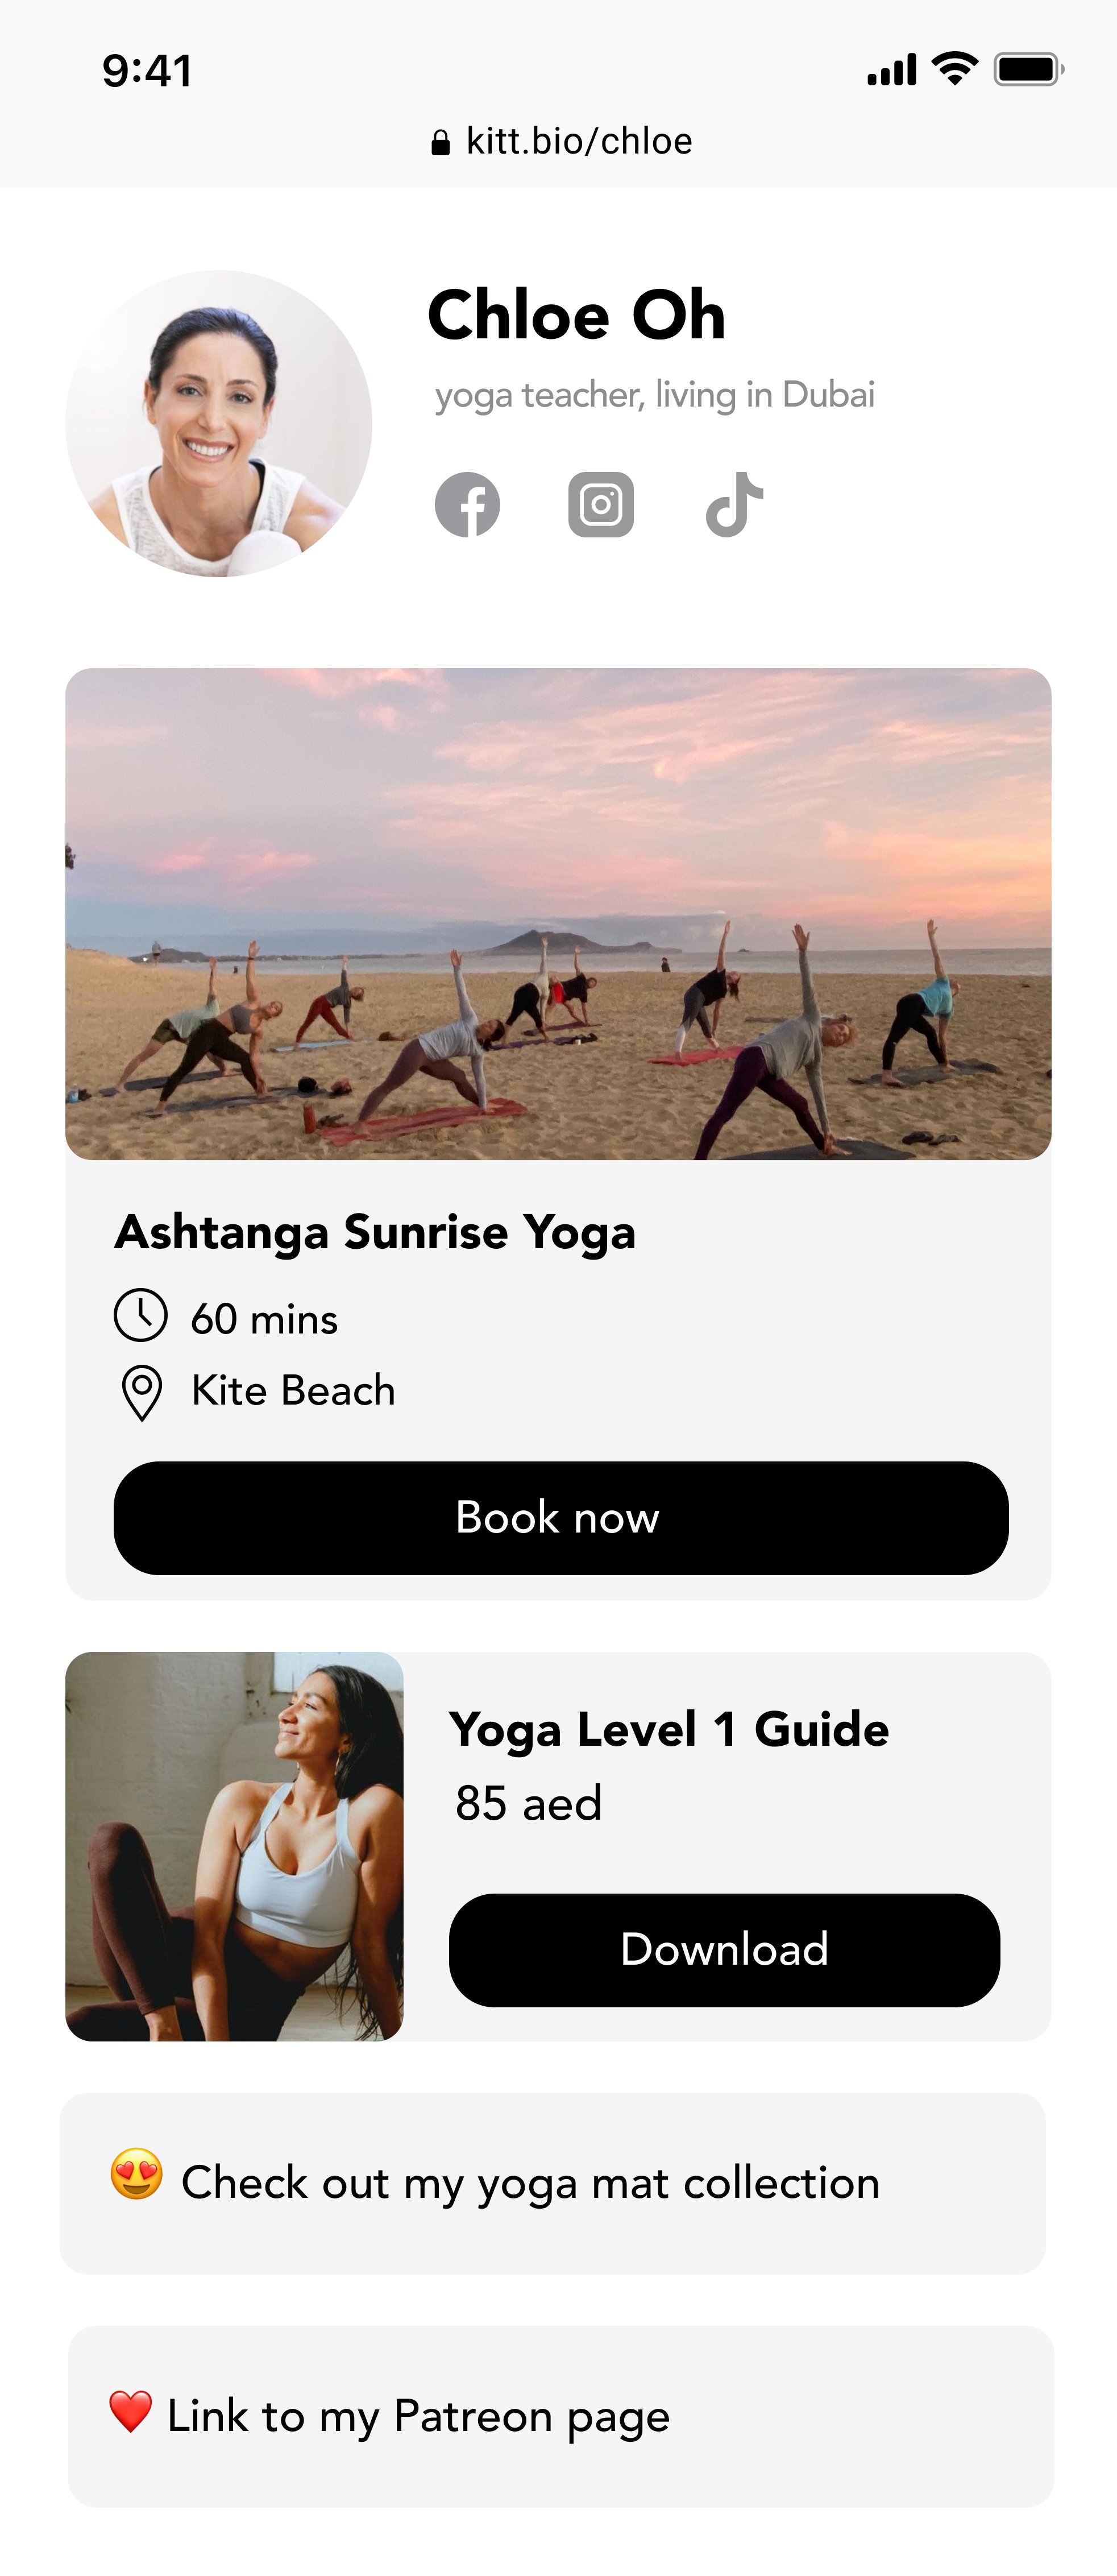 9:41
kitt.bio/chloe
Chloe Oh
yoga teacher, living in Dubai
Ashtanga Sunrise Yoga
60 mins
Kite Beach
Book now
Yoga Level 1 Guide
85 aed
Download
😍 Check out my yoga mat collection
❤️ Link to my Patreon page